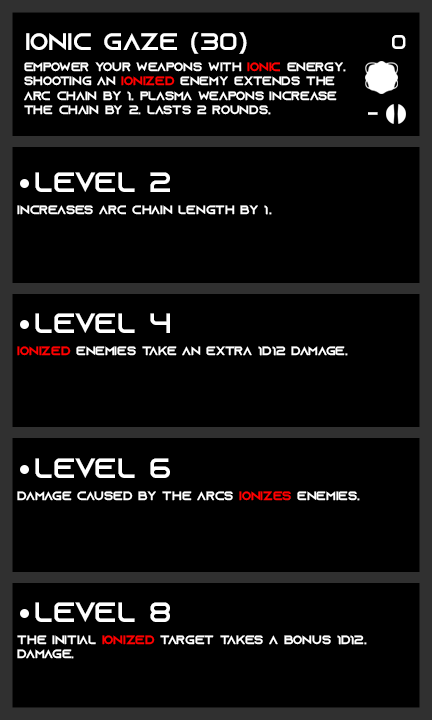 IONIC GAZE (30)
0
EMPOWER YOUR WEAPONS WITH IONIC ENERGY.
SHOOTING AN IONIZED ENEMY EXTENDS THE
ARC CHAIN BY 1. PLASMA WEAPONS INCREASE
THE CHAIN BY 2. LASTS 2 ROUNDS.
-
•LEVEL 2
INCREASES ARC CHAIN LENGTH BY 1.
•LEVEL 4
IONIZED ENEMIES TAKE AN EXTRA 1D12 DAMAGE.
•LEVEL 6
DAMAGE CAUSED BY THE ARCS IONIZES ENEMIES.
•LEVEL 8
THE INITIAL IONIZED TARGET TAKES A BONUS 1D12.
DAMAGE.